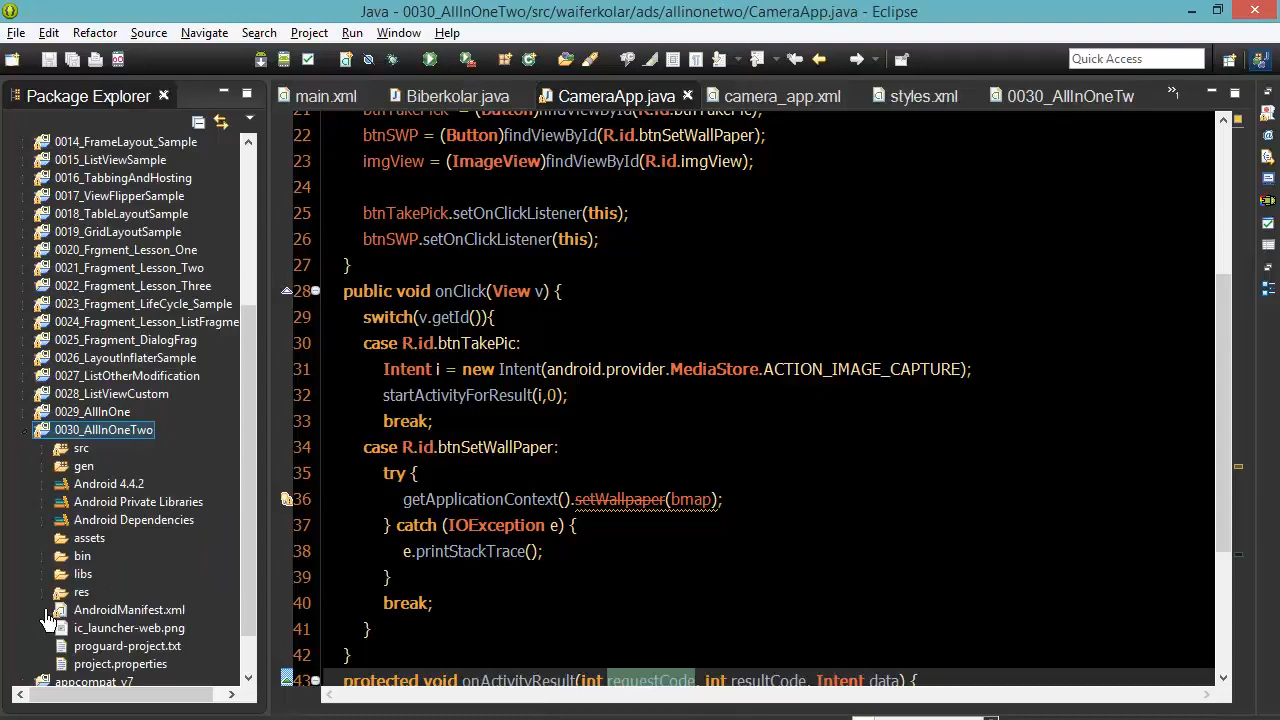 Java - 0030_AllInOneTwo/src/waiferkolar/ads/allinonetwo/CameraApp.java - Eclipse
File Edit Refactor Source Navigate Search Project Run Window Help
Quick Access
Package Explorer
main.xml Biberkolar.java CameraApp.java camera_app.xml styles.xml 0030_AllInOneTw
0014_FrameLayout_Sample
0015_ListViewSample
0016_TabbingAndHosting
0017_ViewFlipperSample
0018_TableLayoutSample
0019_GridLayoutSample
0020_Frgment_Lesson_One
0021_Fragment_Lesson_Two
0022_Fragment_Lesson_Three
0023_Fragment_LifeCycle_Sample
0024_Fragment_Lesson_ListFragme
0025_Fragment_DialogFrag
0026_LayoutInflaterSample
0027_ListOtherModification
0028_ListViewCustom
0029_AllInOne
0030_AllInOneTwo
src
gen
Android 4.4.2
Android Private Libraries
Android Dependencies
assets
bin
libs
res
AndroidManifest.xml
ic_launcher-web.png
proguard-project.txt
project.properties
appcompat_v7
21 btnTakePick = (Button)findViewById(R.id.btnTakePic);
22 btnSWP = (Button)findViewById(R.id.btnSetWallPaper);
23 imgView = (ImageView)findViewById(R.id.imgView);
24
25 btnTakePick.setOnClickListener(this);
26 btnSWP.setOnClickListener(this);
27 }
28 public void onClick(View v) {
29 switch(v.getId()){
30 case R.id.btnTakePic:
31 Intent i = new Intent(android.provider.MediaStore.ACTION_IMAGE_CAPTURE);
32 startActivityForResult(i,0);
33 break;
34 case R.id.btnSetWallPaper:
35 try {
36 getApplicationContext().setWallpaper(bmap);
37 } catch (IOException e) {
38 e.printStackTrace();
39 }
40 break;
41 }
42 }
43 protected void onActivityResult(int requestCode, int resultCode, Intent data) {